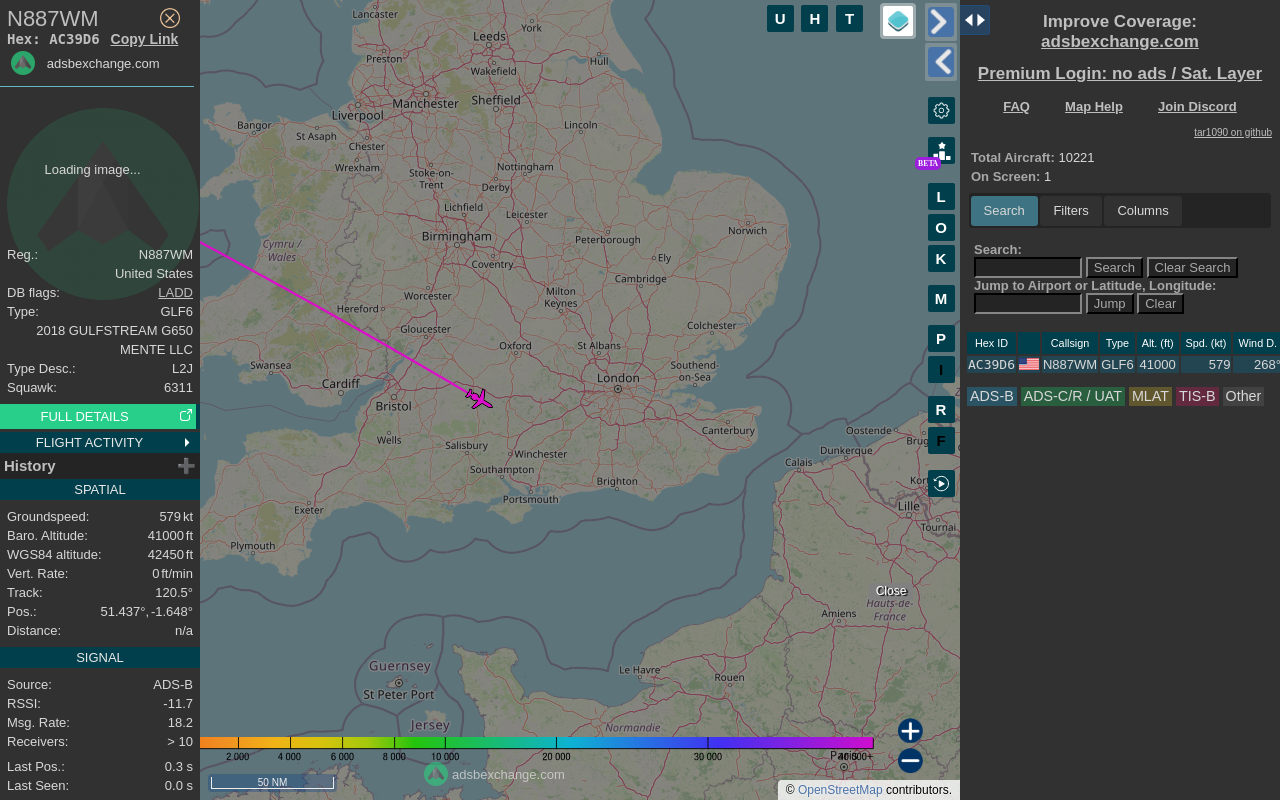 N887WM
Hex: AC39D6 Copy Link
adsbexchange.com
Loading image...
Reg.: N887WM
United States
DB flags: LADD
Type: GLF6
2018 GULFSTREAM G650
MENTE LLC
Type Desc.: L2J
Squawk: 6311
FULL DETAILS
FLIGHT ACTIVITY
History
SPATIAL
Groundspeed: 579 kt
Baro. Altitude: 41000 ft
WGS84 altitude: 42450 ft
Vert. Rate: 0 ft/min
Track: 120.5°
Pos.: 51.437°, -1.648°
Distance: n/a
SIGNAL
Source: ADS-B
RSSI: -11.7
Msg. Rate: 18.2
Receivers: > 10
Last Pos.: 0.3 s
Last Seen: 0.0 s
Lancaster
York
Leeds
Preston
Hull
Wakefield
Manchester
Sheffield
Liverpool
Bangor
St Asaph
Lincoln
Chester
Wrexham
Stoke-on-
Trent
Nottingham
Derby
Lichfield
Leicester
Norwich
Birmingham
Peterborough
Cymru /
Wales
Ely
Coventry
Cambridge
Worcester
Milton
Keynes
Hereford
Gloucester
Colchester
Oxford
St Albans
Swansea
Southend-
on-Sea
Cardiff
London
Bristol
Canterbury
Wells
Salisbury
Winchester
Oostende
Brug
Dunkerque
Calais
Southampton
Brighton
Kort
Portsmouth
Exeter
Lille
Tournai
Plymouth
Close
Hauts-de-
France
Amiens
Guernsey
St Peter Port
Le Havre
Rouen
Jersey
Normandie
2 000
4 000
6 000
8 000
10 000
20 000
30 000
40 000+
50 NM
adsbexchange.com
© OpenStreetMap contributors.
U
H
T
BETA
L
O
K
M
P
I
R
F
Improve Coverage:
adsbexchange.com
Premium Login: no ads / Sat. Layer
FAQ Map Help Join Discord
tar1090 on github
Total Aircraft: 10221
On Screen: 1
Search Filters Columns
Search:
Search Clear Search
Jump to Airport or Latitude, Longitude:
Jump Clear
Hex ID Callsign Type Alt. (ft) Spd. (kt) Wind D.
AC39D6 N887WM GLF6 41000 579 268°
ADS-B ADS-C/R / UAT MLAT TIS-B Other